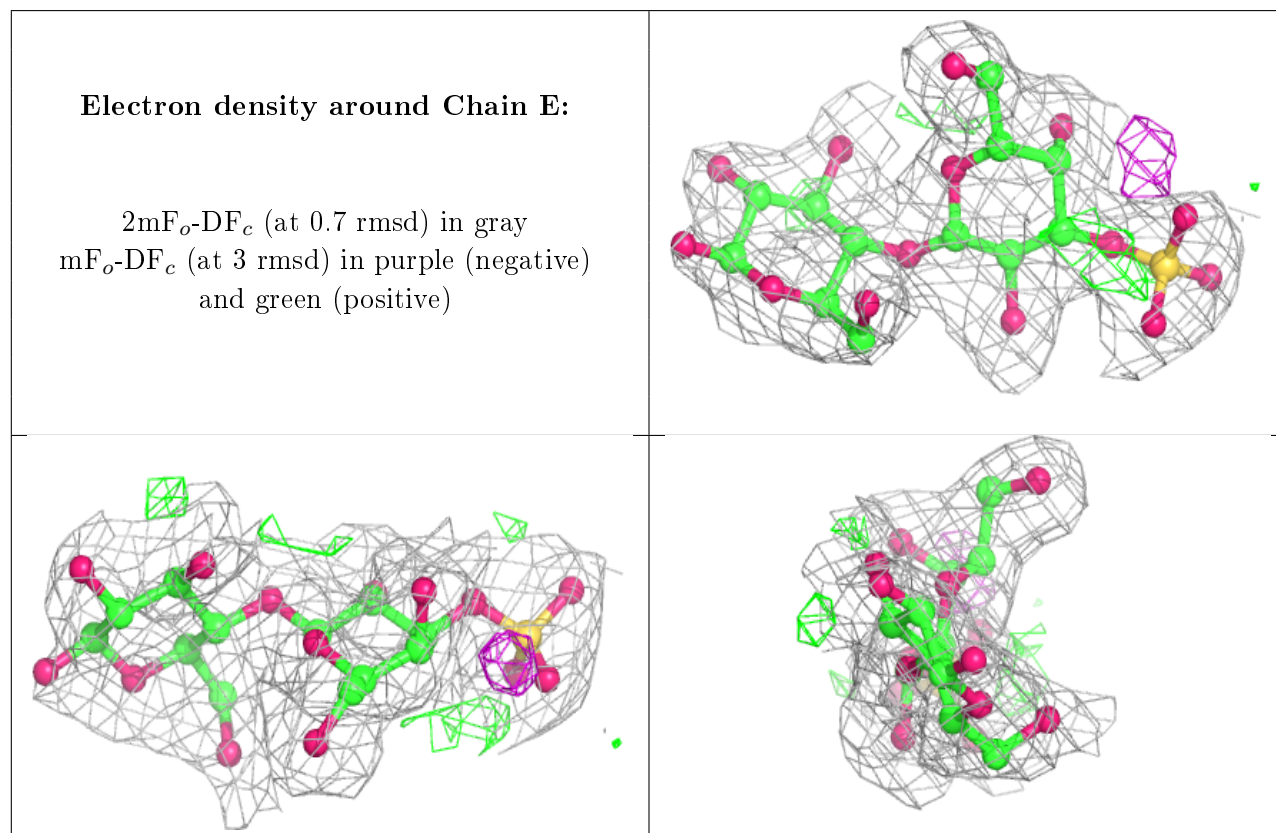 Electron density around Chain E:
2mFo-DFc (at 0.7 rmsd) in gray
mFo-DFc (at 3 rmsd) in purple (negative)
and green (positive)